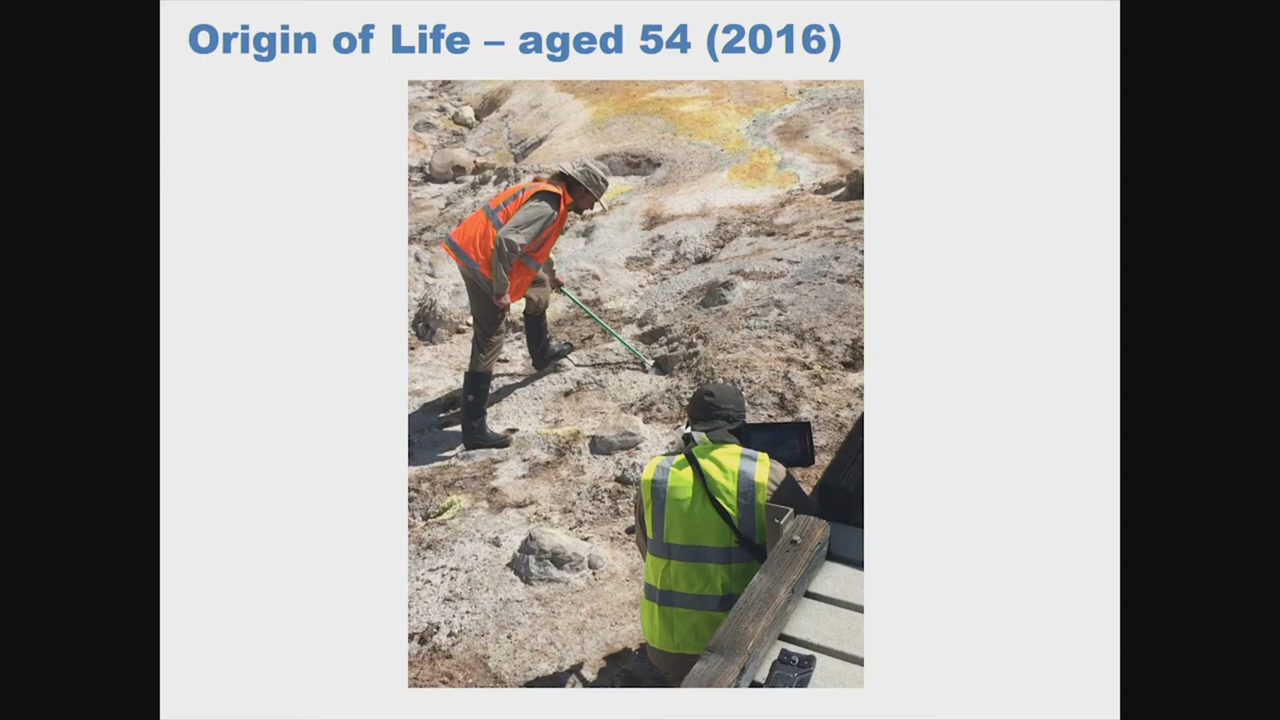 Origin of Life – aged 54 (2016)